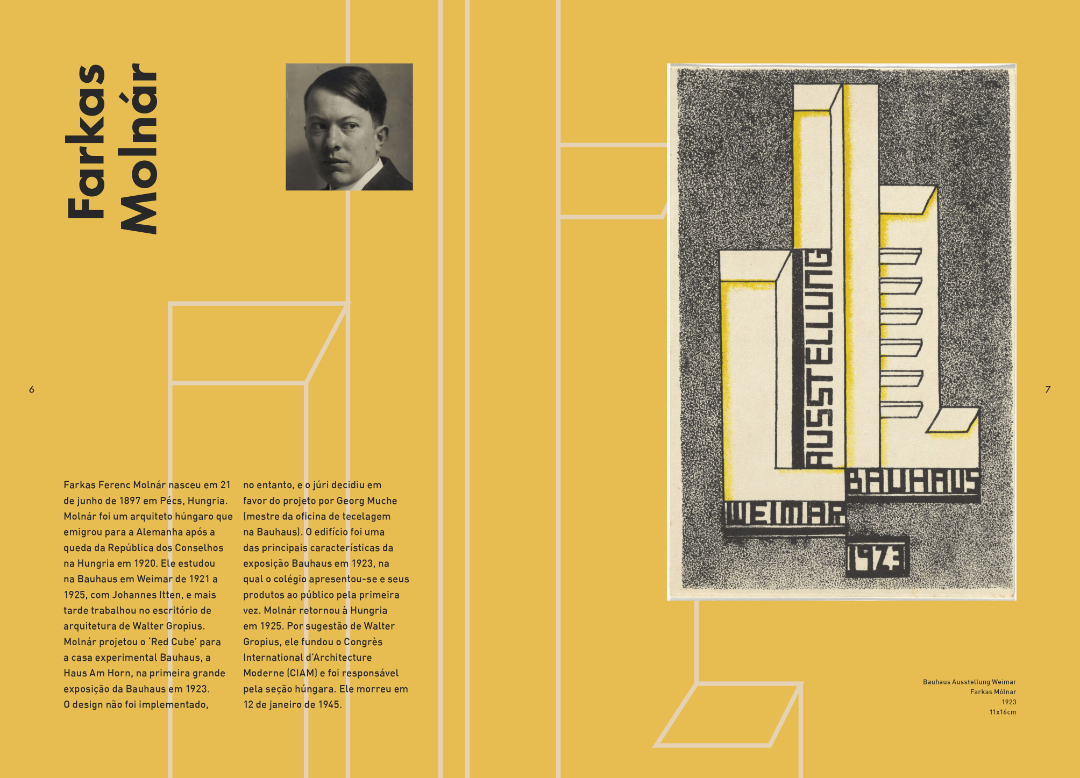 Farkas
Molnár
6
Farkas Ferenc Molnár nasceu em 21
de junho de 1897 em Pécs, Hungria.
Molnár foi um arquiteto húngaro que
emigrou para a Alemanha após a
queda da República dos Conselhos
na Hungria em 1920. Ele estudou
na Bauhaus em Weimar de 1921 a
1925, com Johannes Itten, e mais
tarde trabalhou no escritório de
arquitetura de Walter Gropius.
Molnár projetou o 'Red Cube' para
a casa experimental Bauhaus, a
Haus Am Horn, na primeira grande
exposição da Bauhaus em 1923.
O design não foi implementado,
no entanto, e o júri decidiu em
favor do projeto por Georg Muche
(mestre da oficina de tecelagem
na Bauhaus). O edifício foi uma
das principais características da
exposição Bauhaus em 1923, na
qual o colégio apresentou-se e seus
produtos ao público pela primeira
vez. Molnár retornou à Hungria
em 1925. Por sugestão de Walter
Gropius, ele fundou o Congrès
International d'Architecture
Moderne (CIAM) e foi responsável
pela seção húngara. Ele morreu em
12 de janeiro de 1945.
AUSSTELLUNG
BAUHAUS
WEIMAR
1923
7
Bauhaus Ausstellung Weimar
Farkas Mólnar
1923
11x16cm